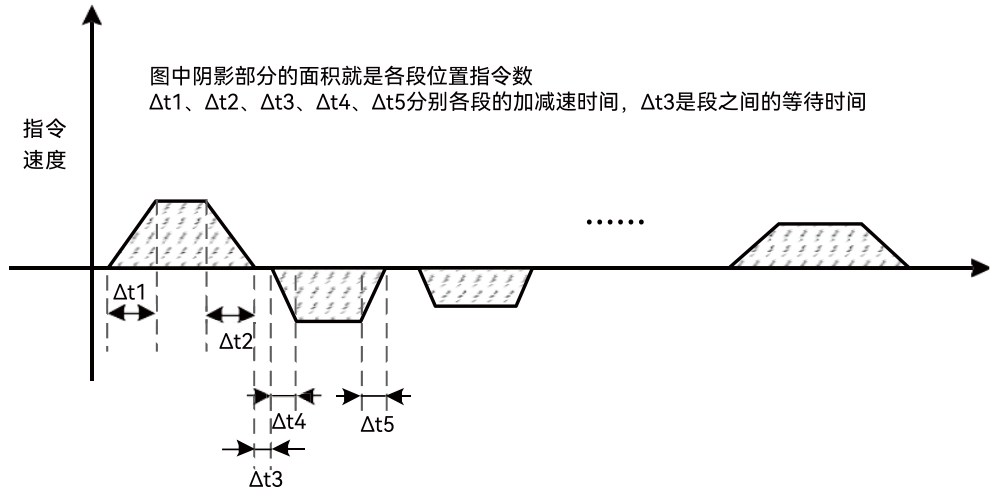 图中阴影部分的面积就是各段位置指令数
Δt1、Δt2、Δt3、Δt4、Δt5分别各段的加减速时间，Δt3是段之间的等待时间
指令
速度
......
Δt1
Δt2
Δt4
Δt5
Δt3